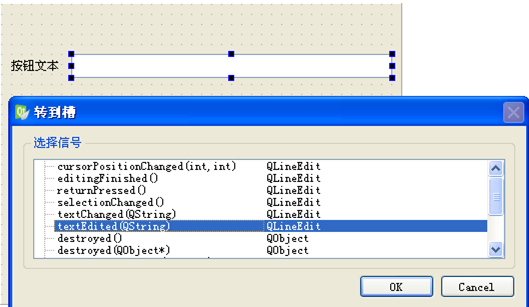 按钮文本
转到槽
选择信号
cursorPositionChanged(int,int) QLineEdit
editingFinished() QLineEdit
returnPressed() QLineEdit
selectionChanged() QLineEdit
textChanged(QString) QLineEdit
textEdited(QString) QLineEdit
destroyed() QObject
destroyed(QObject*) QObject
OK Cancel